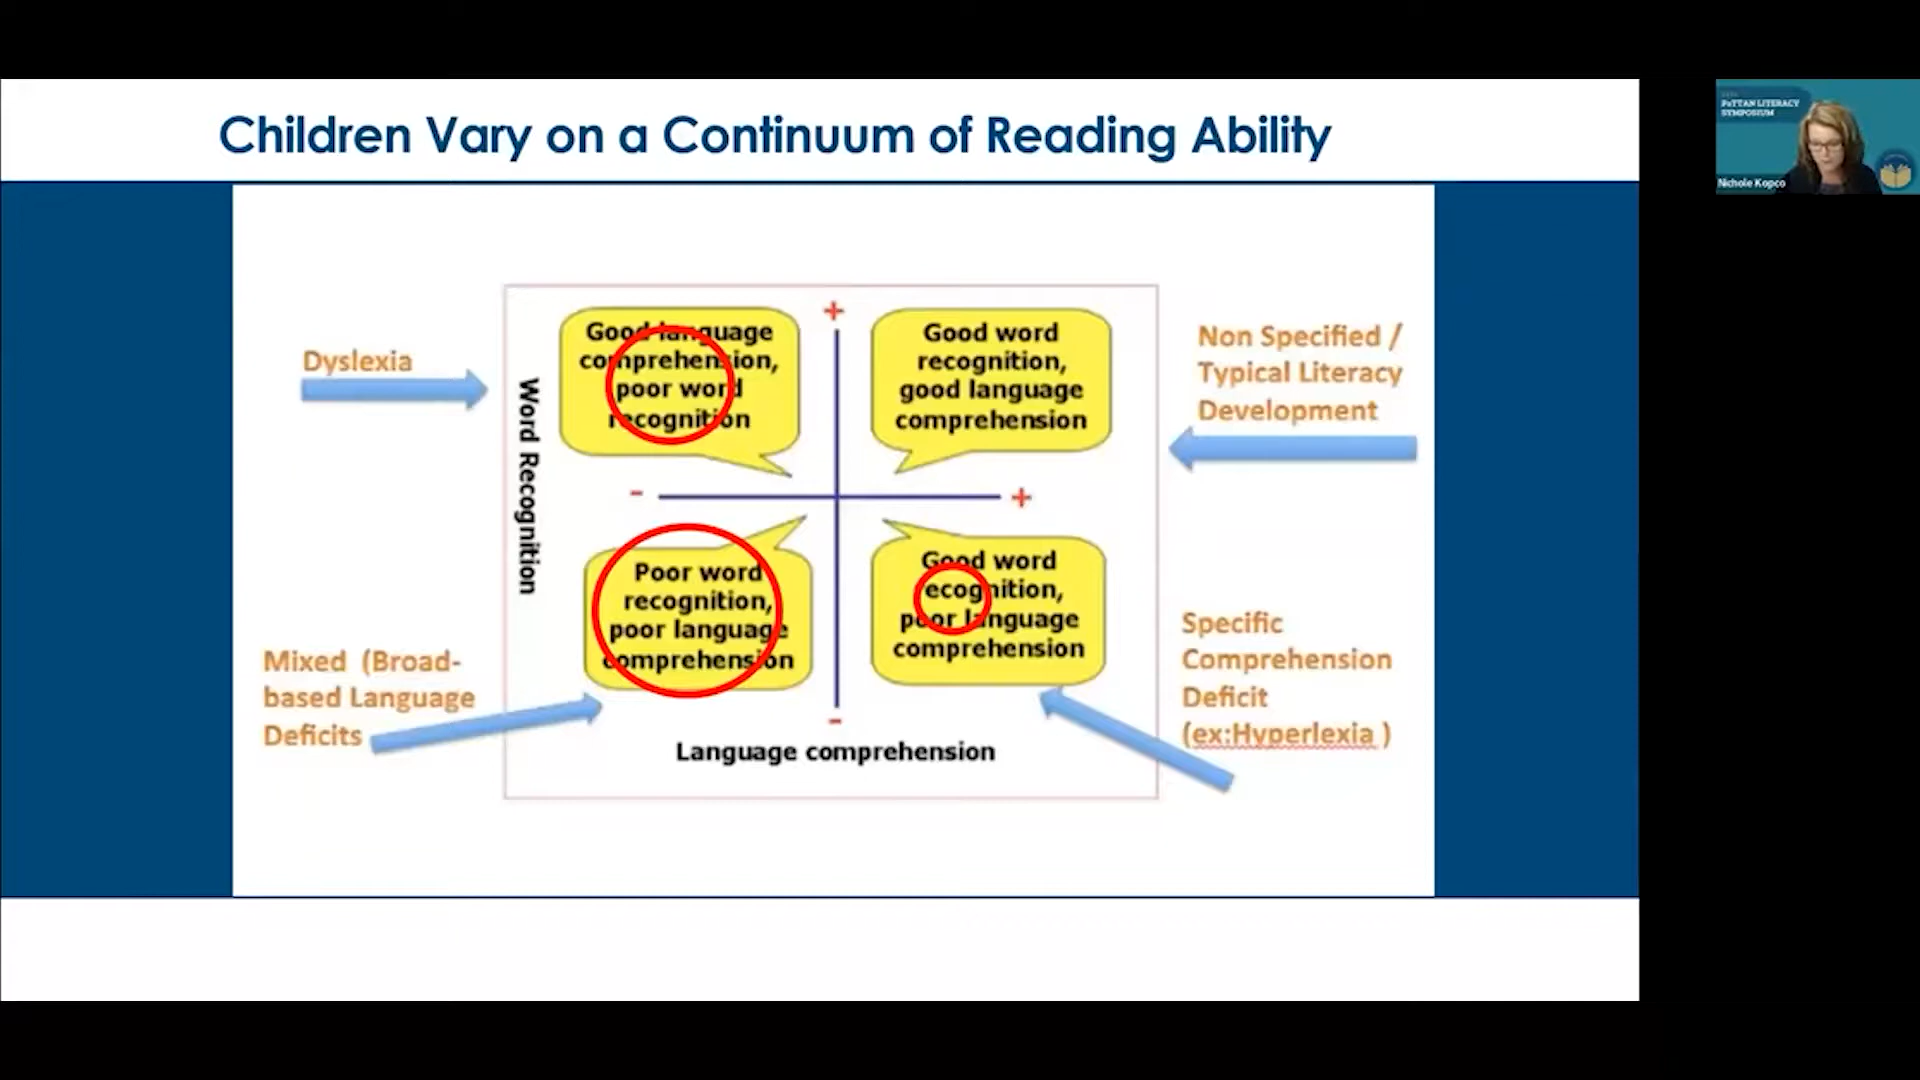 Children Vary on a Continuum of Reading Ability
PaTTAN LITERACY
SYMPOSIUM
Nichole Kopco
Dyslexia
Word Recognition
Good language
comprehension,
poor word
recognition
+
Good word
recognition,
good language
comprehension
Non Specified /
Typical Literacy
Development
-
+
Poor word
recognition,
poor language
comprehension
Good word
recognition,
poor language
comprehension
Mixed (Broad-
based Language
Deficits
Specific
Comprehension
Deficit
(ex:Hyperlexia )
-
Language comprehension